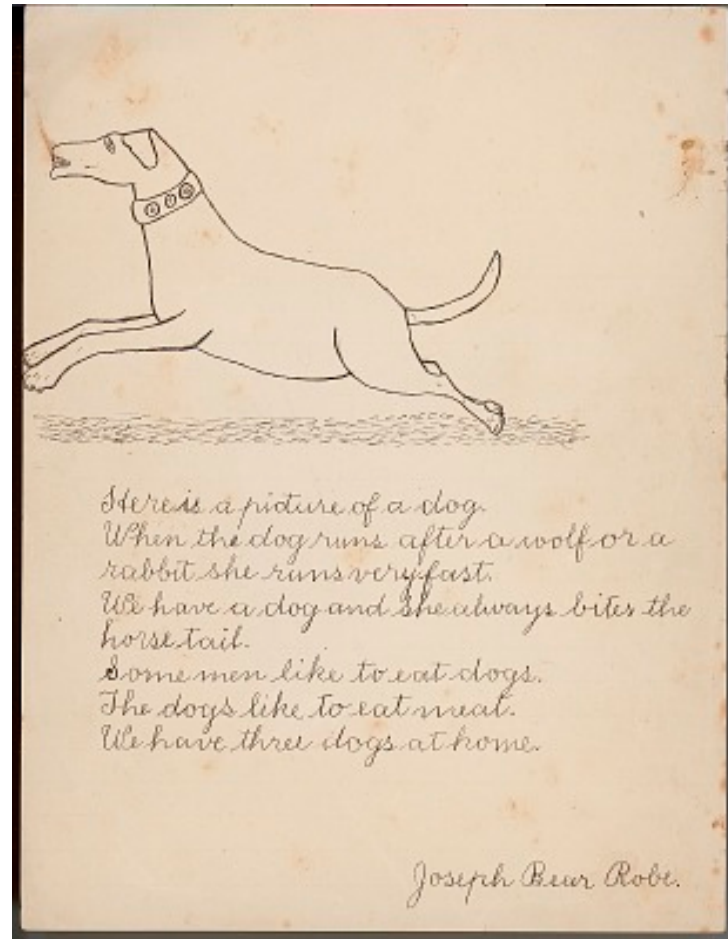 Here is a picture of a dog.
When the dog runs after a wolf or a
rabbit she runs very fast.
We have a dog and she always bites the
horse tail.
Some men like to eat dogs.
The dogs like to eat meat.
We have three dogs at home.
Joseph Bear Robe.